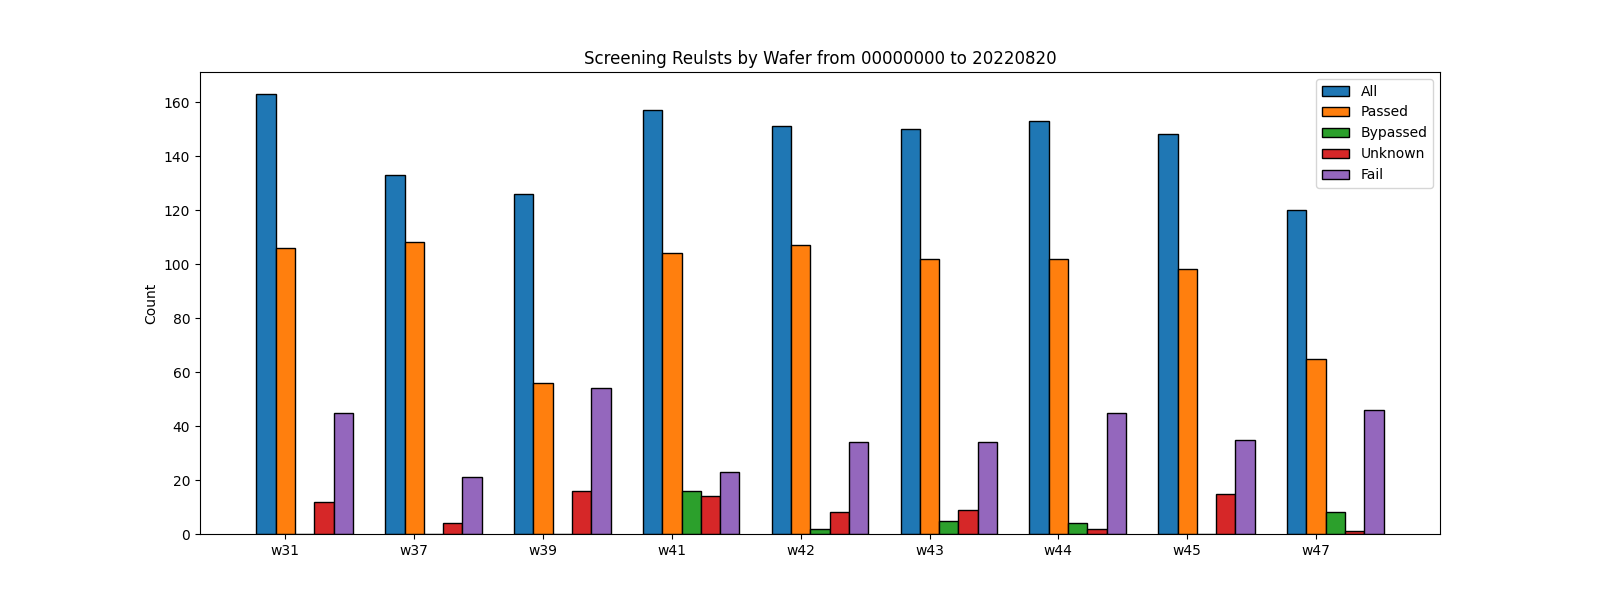 Screening Reulsts by Wafer from 00000000 to 20220820
Count
160
140
120
100
80
60
40
20
0
w31 w37 w39 w41 w42 w43 w44 w45 w47
All
Passed
Bypassed
Unknown
Fail